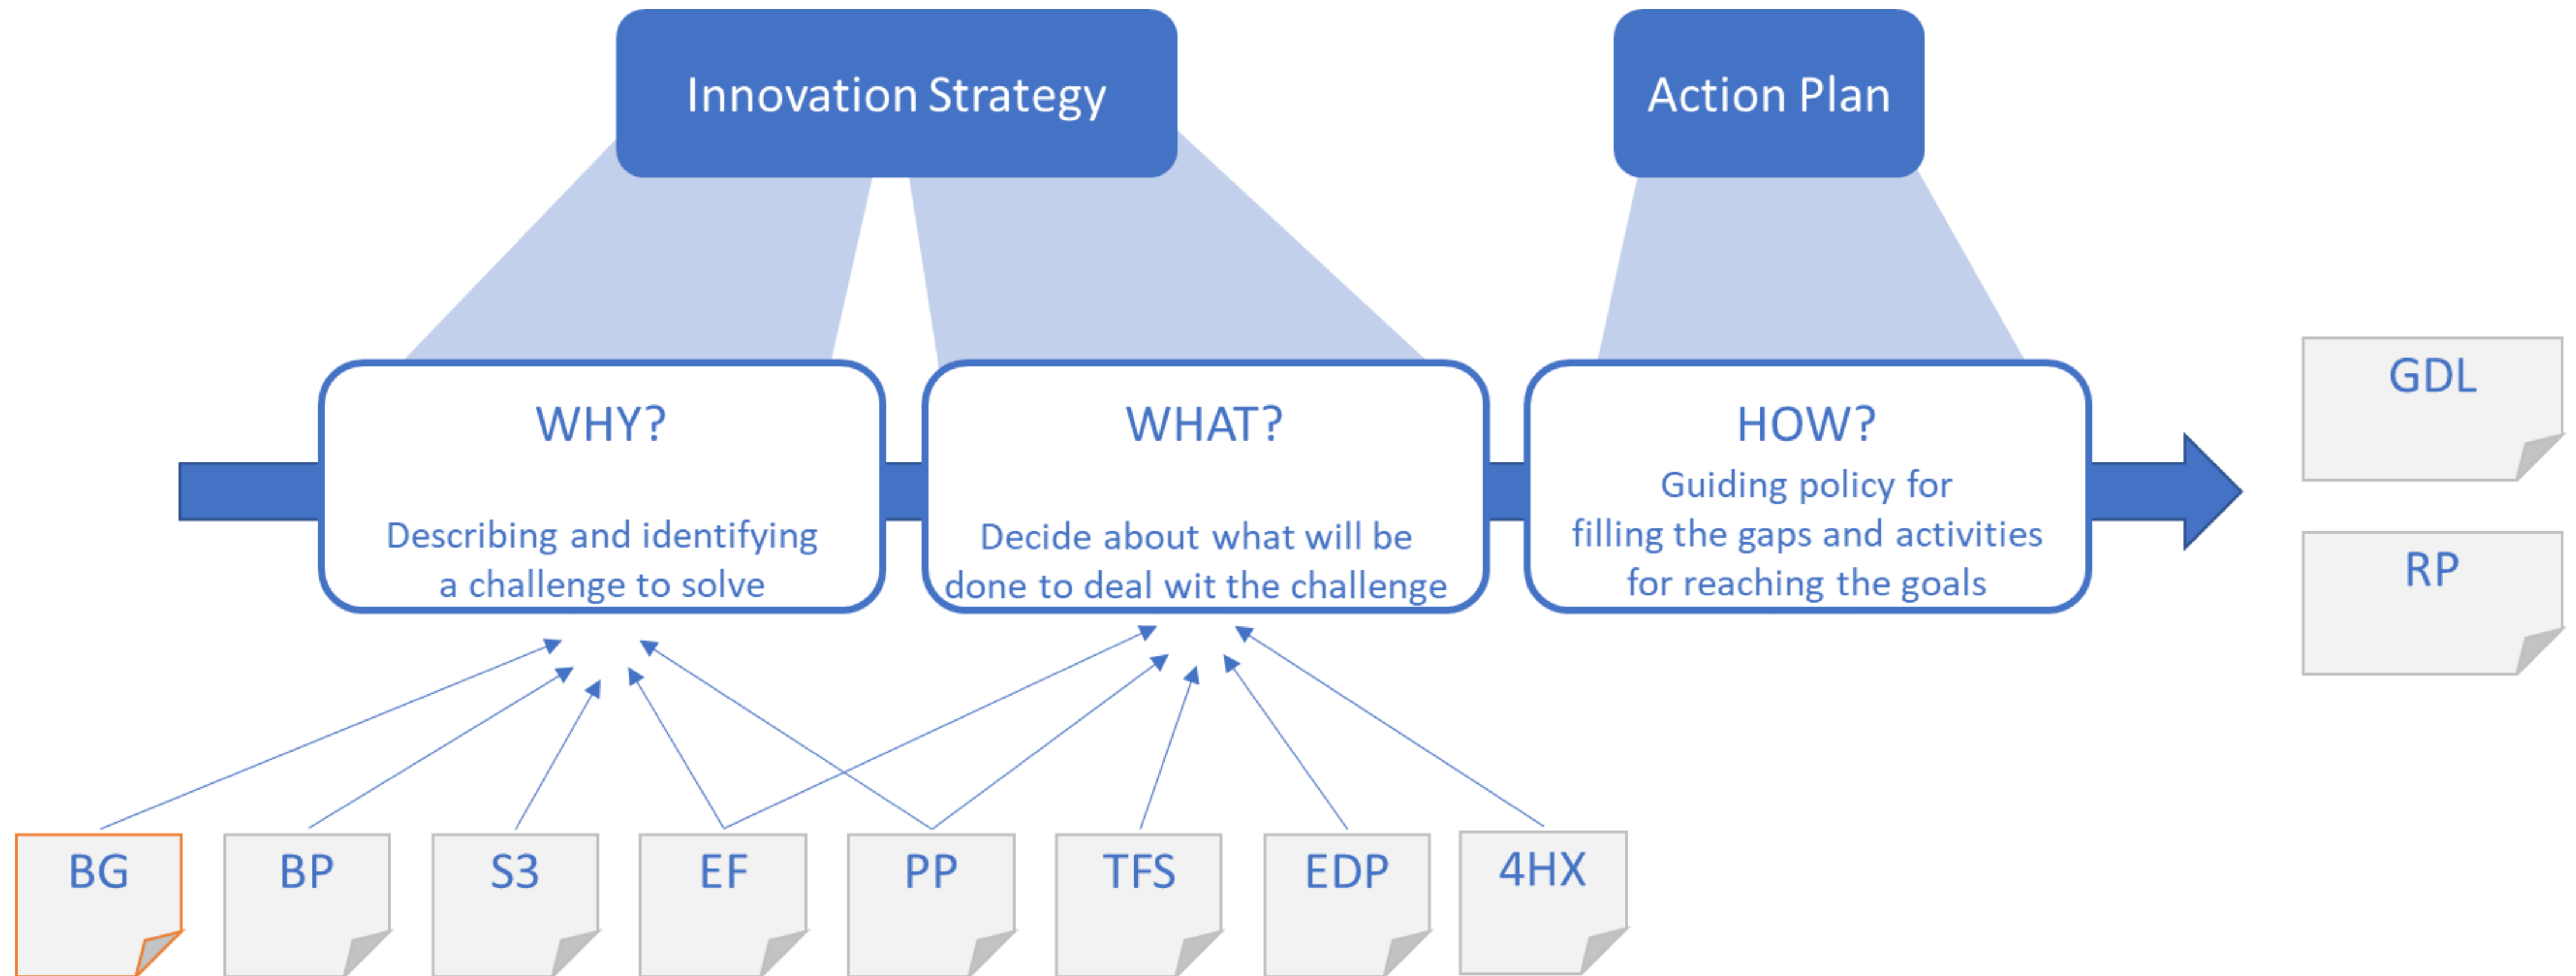 Innovation Strategy
Action Plan
WHY?
Describing and identifying
a challenge to solve
WHAT?
Decide about what will be
done to deal wit the challenge
HOW?
Guiding policy for
filling the gaps and activities
for reaching the goals
GDL
RP
BG
BP
S3
EF
PP
TFS
EDP
4HX